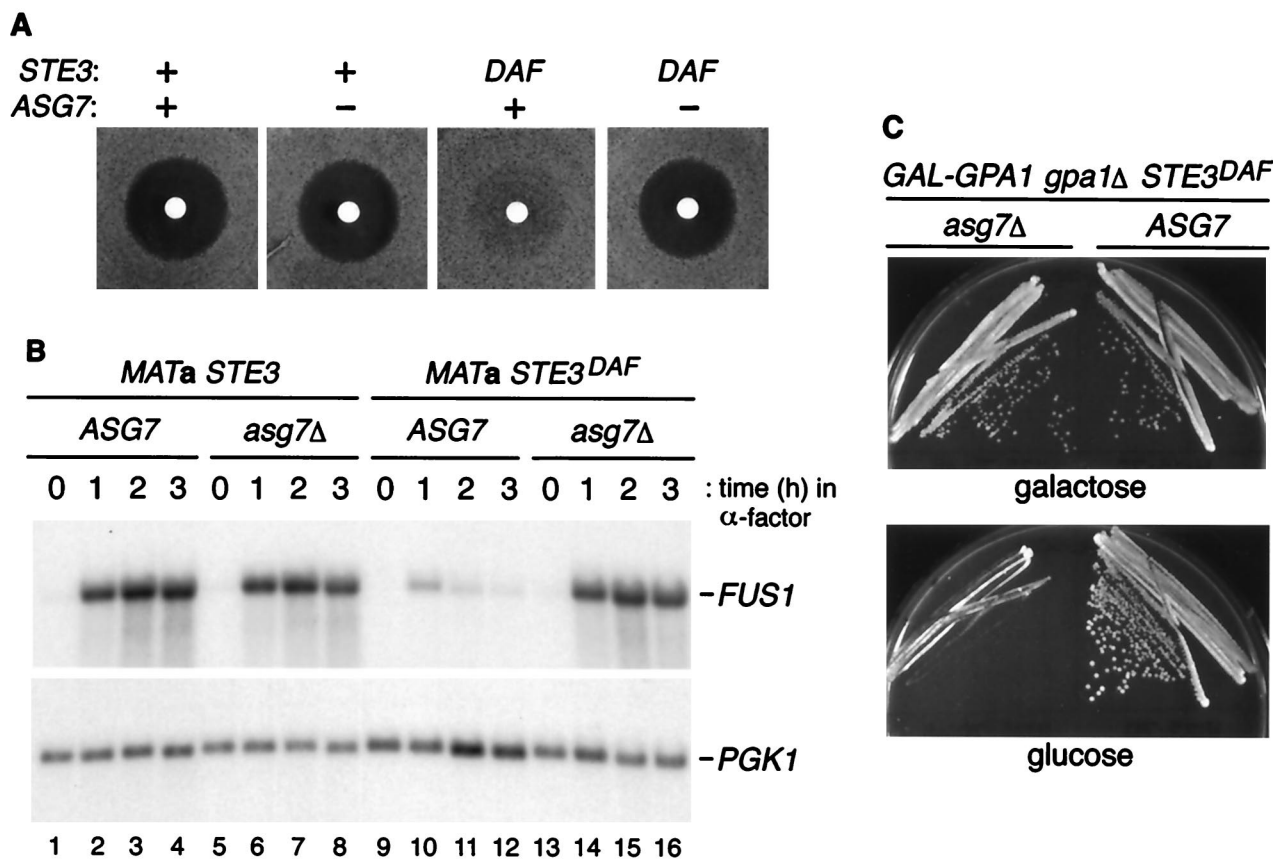 A
STE3: + + DAF DAF
ASG7: + − + −
B
MATa STE3 MATa STE3DAF
ASG7 asg7Δ ASG7 asg7Δ
0 1 2 3 0 1 2 3 0 1 2 3 0 1 2 3 : time (h) in
α-factor
–FUS1
–PGK1
1 2 3 4 5 6 7 8 9 10 11 12 13 14 15 16
C
GAL-GPA1 gpa1Δ STE3DAF
asg7Δ ASG7
galactose
glucose